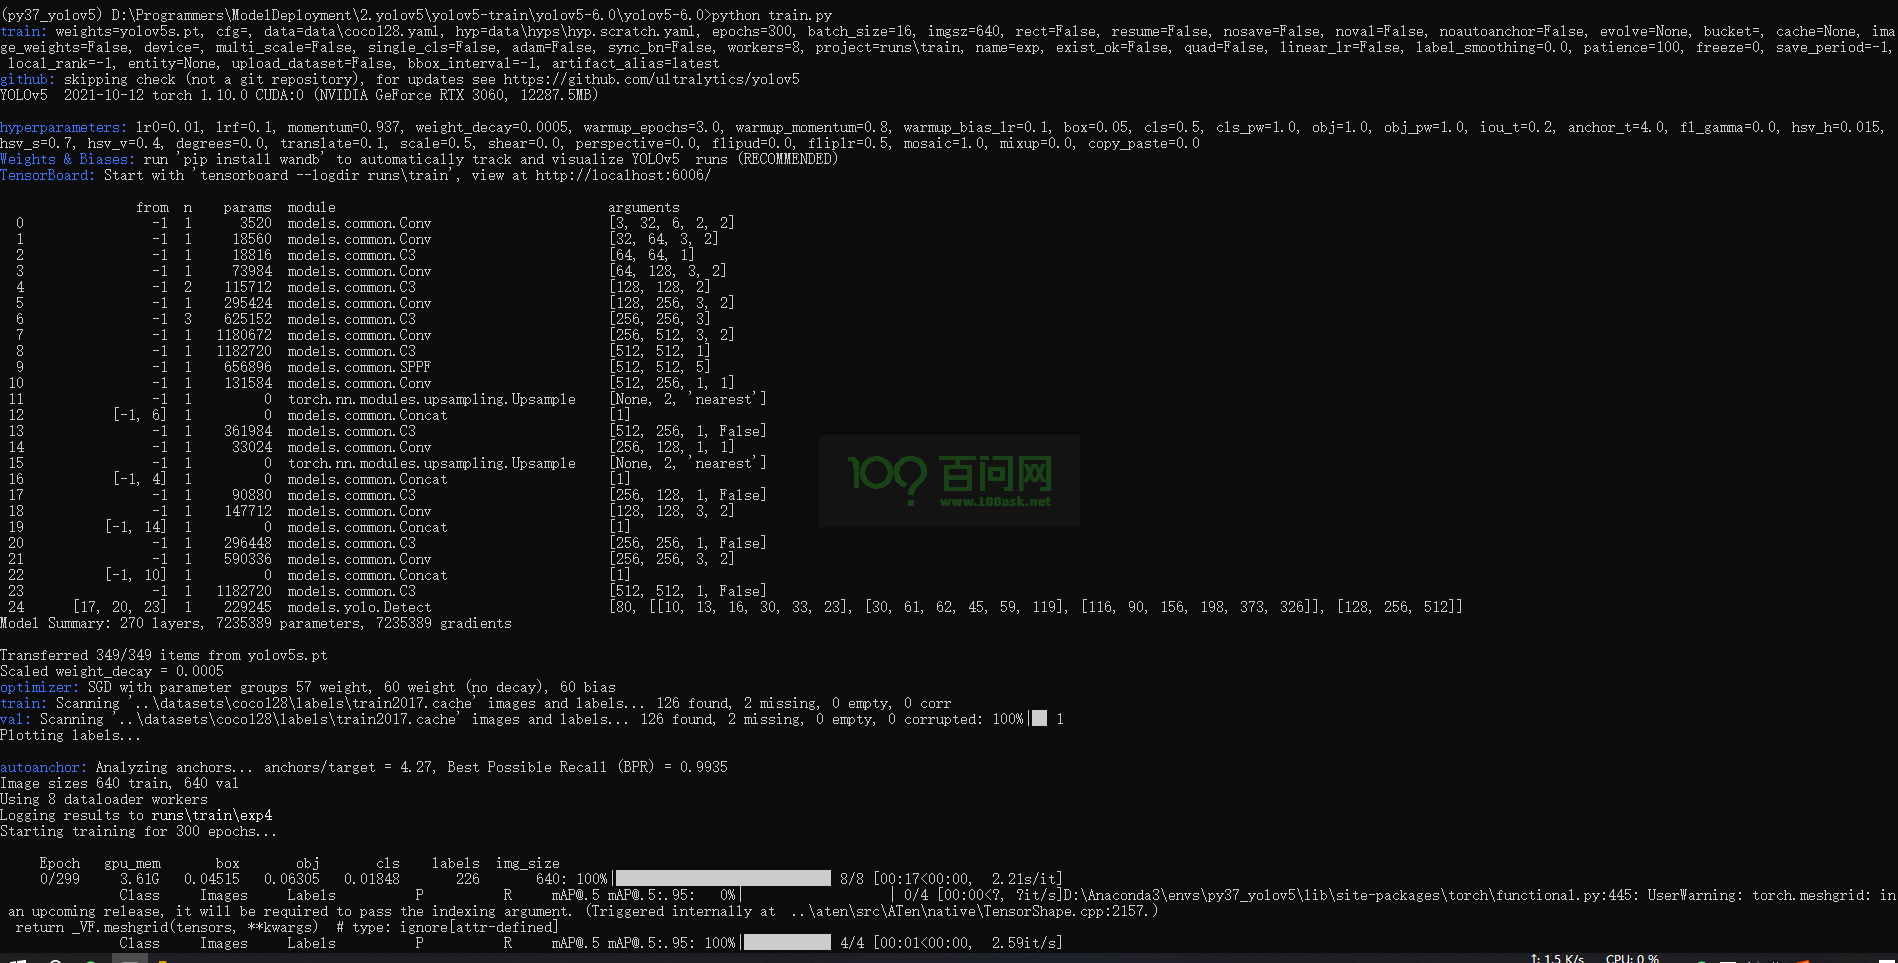 (py37_yolov5) D:\Programmers\ModelDeployment\2.yolov5\yolov5-train\yolov5-6.0\yolov5-6.0>python train.py
train: weights=yolov5s.pt, cfg=, data=data\coco128.yaml, hyp=data\hyps\hyp.scratch.yaml, epochs=300, batch_size=16, imgsz=640, rect=False, resume=False, nosave=False, noval=False, noautoanchor=False, evolve=None, bucket=, cache=None, ima
ge_weights=False, device=, multi_scale=False, single_cls=False, adam=False, sync_bn=False, workers=8, project=runs\train, name=exp, exist_ok=False, quad=False, linear_lr=False, label_smoothing=0.0, patience=100, freeze=0, save_period=-1,
local_rank=-1, entity=None, upload_dataset=False, bbox_interval=-1, artifact_alias=latest
github: skipping check (not a git repository), for updates see https://github.com/ultralytics/yolov5
YOLOv5  2021-10-12 torch 1.10.0 CUDA:0 (NVIDIA GeForce RTX 3060, 12287.5MB)
hyperparameters: lr0=0.01, lrf=0.1, momentum=0.937, weight_decay=0.0005, warmup_epochs=3.0, warmup_momentum=0.8, warmup_bias_lr=0.1, box=0.05, cls=0.5, cls_pw=1.0, obj=1.0, obj_pw=1.0, iou_t=0.2, anchor_t=4.0, fl_gamma=0.0, hsv_h=0.015,
hsv_s=0.7, hsv_v=0.4, degrees=0.0, translate=0.1, scale=0.5, shear=0.0, perspective=0.0, flipud=0.0, fliplr=0.5, mosaic=1.0, mixup=0.0, copy_paste=0.0
Weights & Biases: run 'pip install wandb' to automatically track and visualize YOLOv5  runs (RECOMMENDED)
TensorBoard: Start with 'tensorboard --logdir runs\train', view at http://localhost:6006/
from  n    params  module                                  arguments
0                -1  1      3520  models.common.Conv                      [3, 32, 6, 2, 2]
1                -1  1     18560  models.common.Conv                      [32, 64, 3, 2]
2                -1  1     18816  models.common.C3                        [64, 64, 1]
3                -1  1     73984  models.common.Conv                      [64, 128, 3, 2]
4                -1  2    115712  models.common.C3                        [128, 128, 2]
5                -1  1    295424  models.common.Conv                      [128, 256, 3, 2]
6                -1  3    625152  models.common.C3                        [256, 256, 3]
7                -1  1   1180672  models.common.Conv                      [256, 512, 3, 2]
8                -1  1   1182720  models.common.C3                        [512, 512, 1]
9                -1  1    656896  models.common.SPPF                      [512, 512, 5]
10                -1  1    131584  models.common.Conv                      [512, 256, 1, 1]
11                -1  1         0  torch.nn.modules.upsampling.Upsample    [None, 2, 'nearest']
12           [-1, 6]  1         0  models.common.Concat                    [1]
13                -1  1    361984  models.common.C3                        [512, 256, 1, False]
14                -1  1     33024  models.common.Conv                      [256, 128, 1, 1]
15                -1  1         0  torch.nn.modules.upsampling.Upsample    [None, 2, 'nearest']
16           [-1, 4]  1         0  models.common.Concat                    [1]
17                -1  1     90880  models.common.C3                        [256, 128, 1, False]
18                -1  1    147712  models.common.Conv                      [128, 128, 3, 2]
19          [-1, 14]  1         0  models.common.Concat                    [1]
20                -1  1    296448  models.common.C3                        [256, 256, 1, False]
21                -1  1    590336  models.common.Conv                      [256, 256, 3, 2]
22          [-1, 10]  1         0  models.common.Concat                    [1]
23                -1  1   1182720  models.common.C3                        [512, 512, 1, False]
24      [17, 20, 23]  1    229245  models.yolo.Detect                      [80, [[10, 13, 16, 30, 33, 23], [30, 61, 62, 45, 59, 119], [116, 90, 156, 198, 373, 326]], [128, 256, 512]]
100? 百问网
www.100ask.net
Model Summary: 270 layers, 7235389 parameters, 7235389 gradients
Transferred 349/349 items from yolov5s.pt
Scaled weight_decay = 0.0005
optimizer: SGD with parameter groups 57 weight, 60 weight (no decay), 60 bias
train: Scanning '..\datasets\coco128\labels\train2017.cache' images and labels... 126 found, 2 missing, 0 empty, 0 corr
val: Scanning '..\datasets\coco128\labels\train2017.cache' images and labels... 126 found, 2 missing, 0 empty, 0 corrupted: 100%|██ 1
Plotting labels...
autoanchor: Analyzing anchors... anchors/target = 4.27, Best Possible Recall (BPR) = 0.9935
Image sizes 640 train, 640 val
Using 8 dataloader workers
Logging results to runs\train\exp4
Starting training for 300 epochs...
Epoch   gpu_mem       box       obj       cls    labels  img_size
0/299     3.61G   0.04515   0.06305   0.01848       226       640: 100%|██████████| 8/8 [00:17<00:00,  2.21s/it]
Class     Images     Labels          P          R     mAP@.5 mAP@.5:.95:   0%|          | 0/4 [00:00<?, ?it/s]D:\Anaconda3\envs\py37_yolov5\lib\site-packages\torch\functional.py:445: UserWarning: torch.meshgrid: in
an upcoming release, it will be required to pass the indexing argument. (Triggered internally at  ..\aten\src\ATen\native\TensorShape.cpp:2157.)
return _VF.meshgrid(tensors, **kwargs)  # type: ignore[attr-defined]
Class     Images     Labels          P          R     mAP@.5 mAP@.5:.95: 100%|██████████| 4/4 [00:01<00:00,  2.59it/s]
↑: 1.5 K/s CPU: 0 %